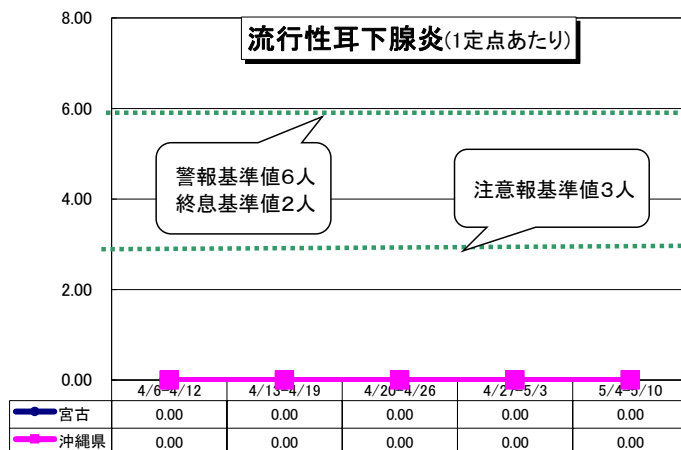 流行性耳下腺炎(1定点あたり)
8.00
6.00
警報基準値6人
終息基準値2人
注意報基準値3人
4.00
2.00
0.00
4/6-4/12 4/13-4/19 4/20-4/26 4/27-5/3 5/4-5/10
宮古 0.00 0.00 0.00 0.00 0.00
沖縄県 0.00 0.00 0.00 0.00 0.00